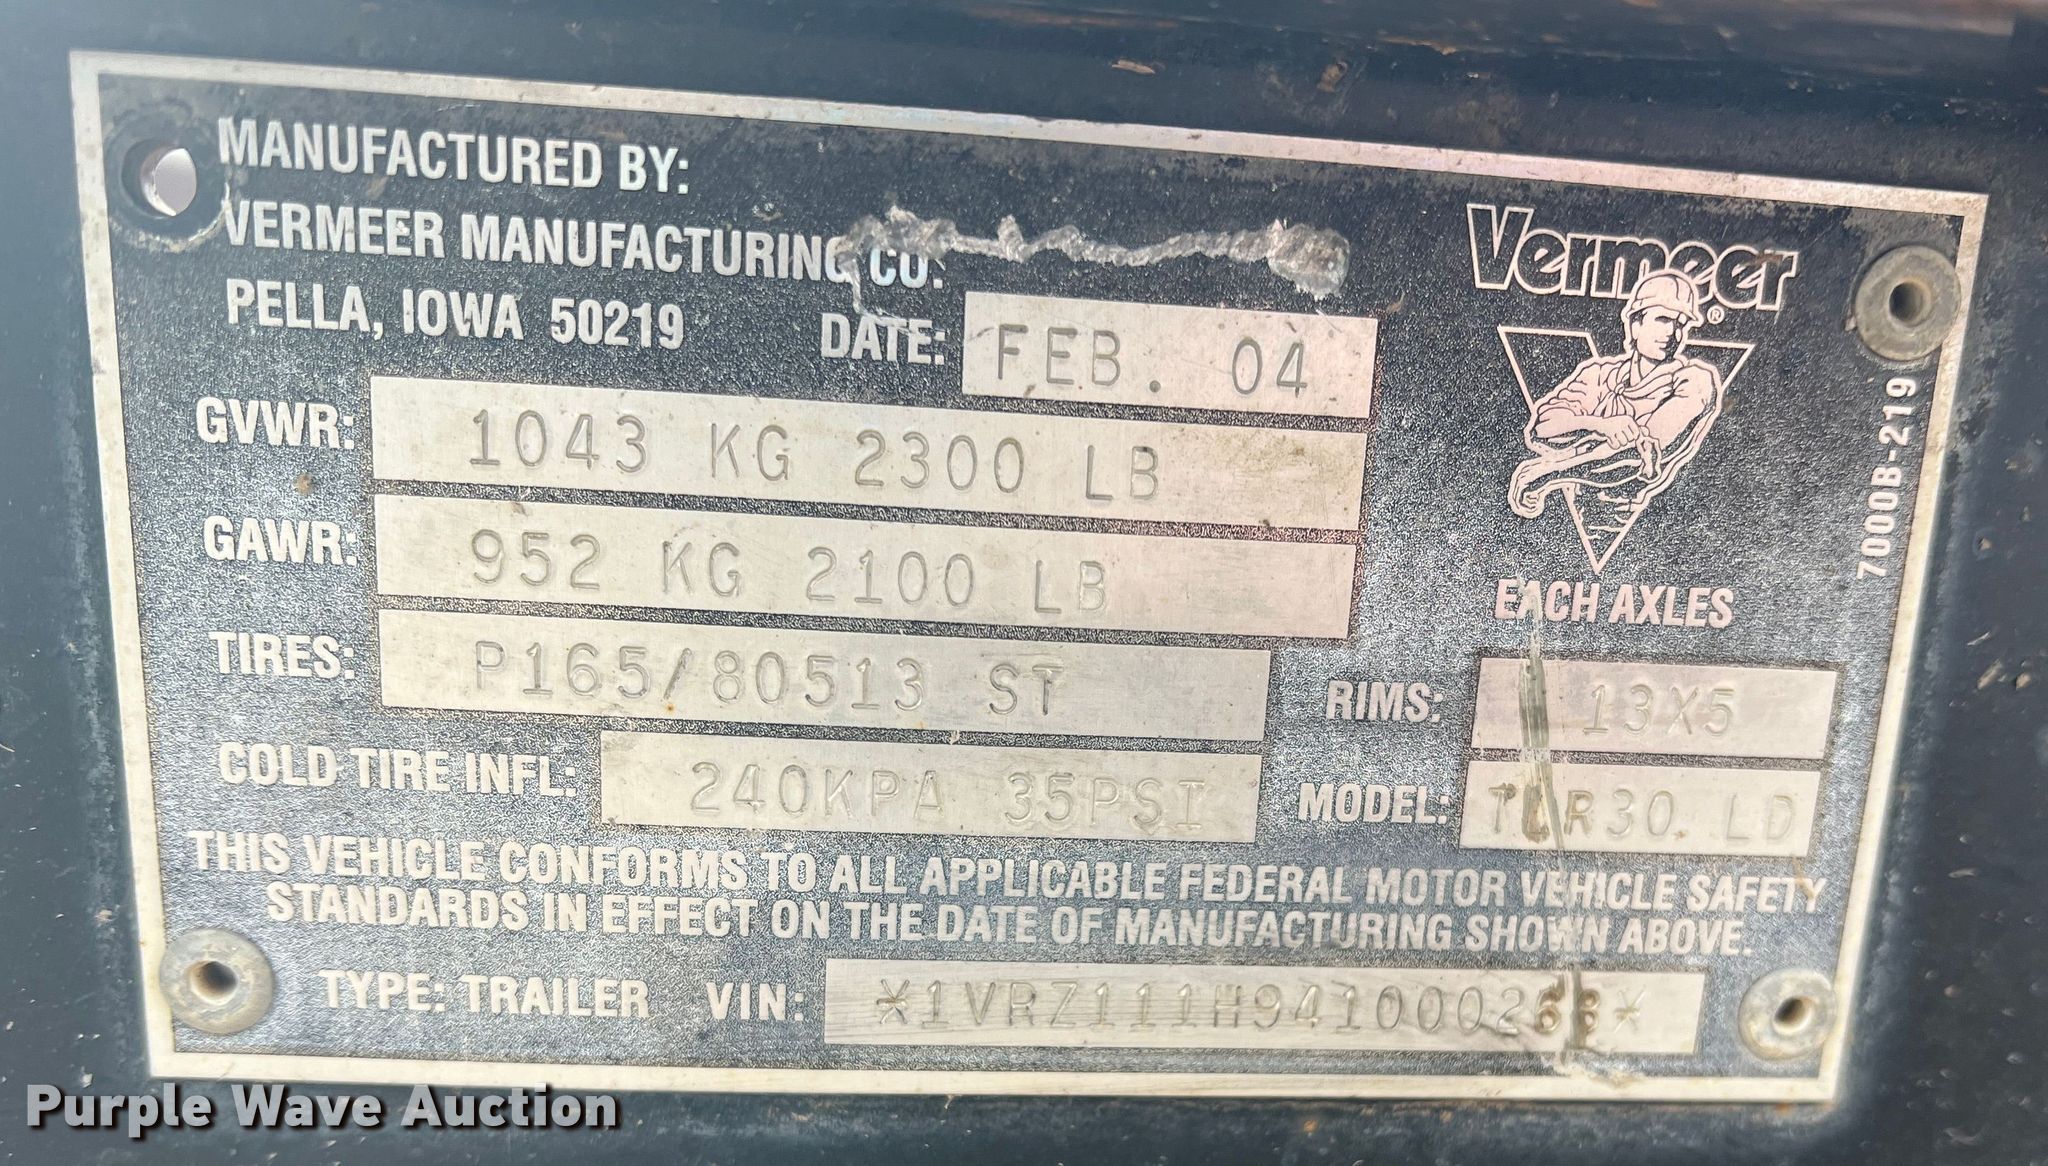 MANUFACTURED BY:
VERMEER MANUFACTURING CO.
PELLA, IOWA 50219
DATE: FEB. 04
Vermeer®
GVWR: 1043 KG 2300 LB
GAWR: 952 KG 2100 LB
EACH AXLES
7000B-219
TIRES: P165/80513 ST
RIMS: 13X5
COLD TIRE INFL: 240KPA 35PSI
MODEL: TLR30 LD
THIS VEHICLE CONFORMS TO ALL APPLICABLE FEDERAL MOTOR VEHICLE SAFETY
STANDARDS IN EFFECT ON THE DATE OF MANUFACTURING SHOWN ABOVE.
TYPE: TRAILER VIN:
Purple Wave Auction